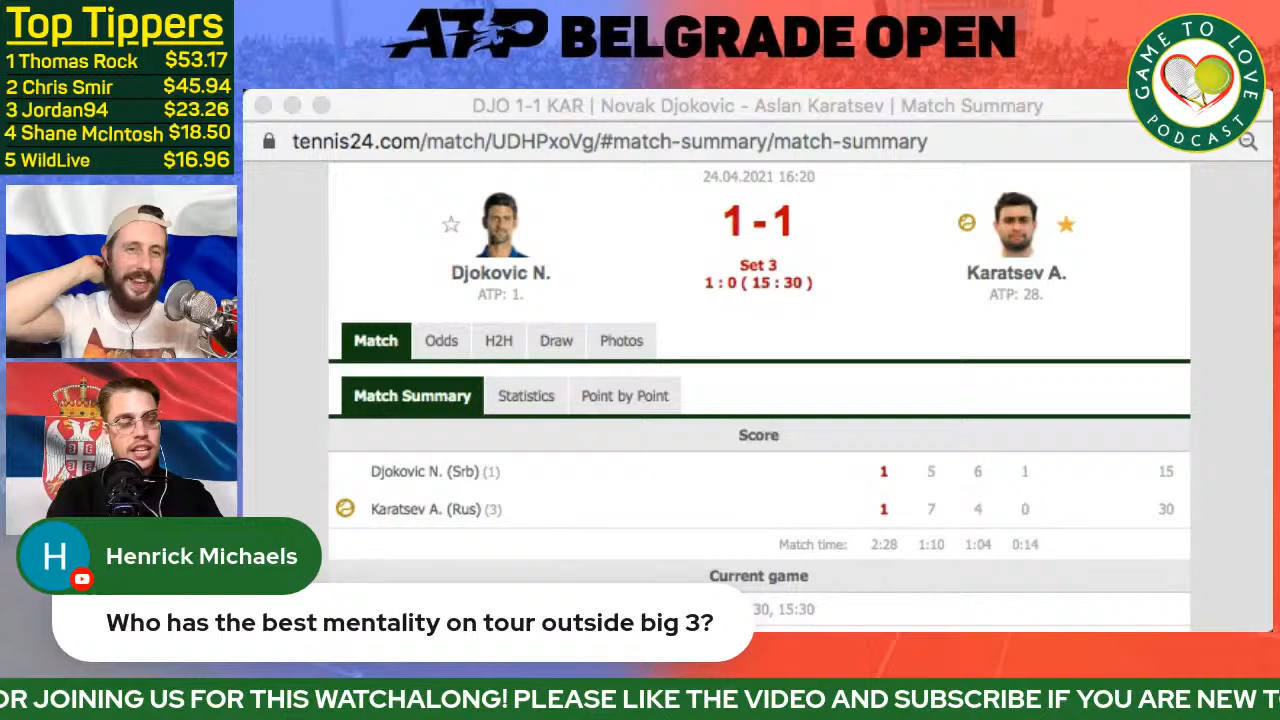 Top Tippers
1 Thomas Rock $53.17
2 Chris Smir $45.94
3 Jordan94 $23.26
4 Shane McIntosh $18.50
5 WildLive $16.96
ATP BELGRADE OPEN
GAME TO LOVE
PODCAST
DJO 1-1 KAR | Novak Djokovic - Aslan Karatsev | Match Summary
tennis24.com/match/UDHPxoVg/#match-summary/match-summary
24.04.2021 16:20
1 - 1
Set 3
1 : 0 ( 15 : 30 )
Djokovic N.
ATP: 1.
Karatsev A.
ATP: 28.
Match Odds H2H Draw Photos
Match Summary Statistics Point by Point
Score
Djokovic N. (Srb) (1) 1 5 6 1 15
Karatsev A. (Rus) (3) 1 7 4 0 30
Match time: 2:28 1:10 1:04 0:14
Current game
30, 15:30
H
Henrick Michaels
Who has the best mentality on tour outside big 3?
OR JOINING US FOR THIS WATCHALONG! PLEASE LIKE THE VIDEO AND SUBSCRIBE IF YOU ARE NEW T